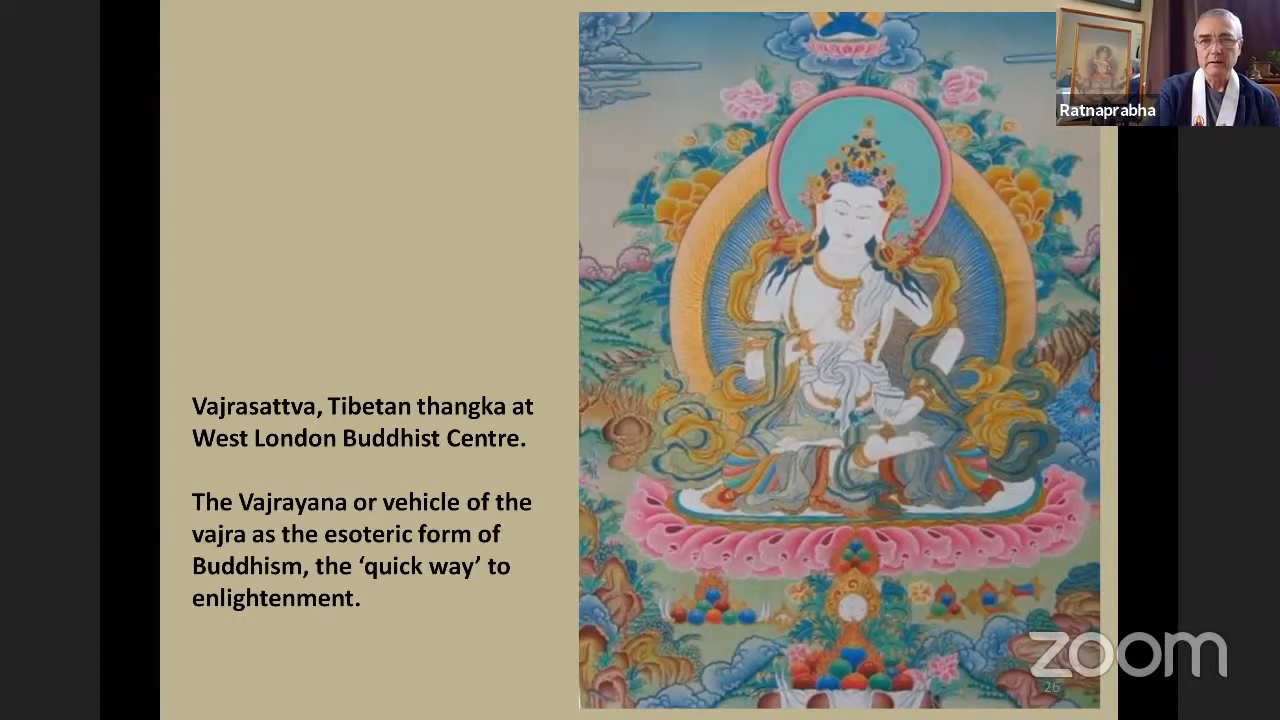 Ratnaprabha
Vajrasattva, Tibetan thangka at
West London Buddhist Centre.
The Vajrayana or vehicle of the
vajra as the esoteric form of
Buddhism, the ‘quick way’ to
enlightenment.
zoom
26